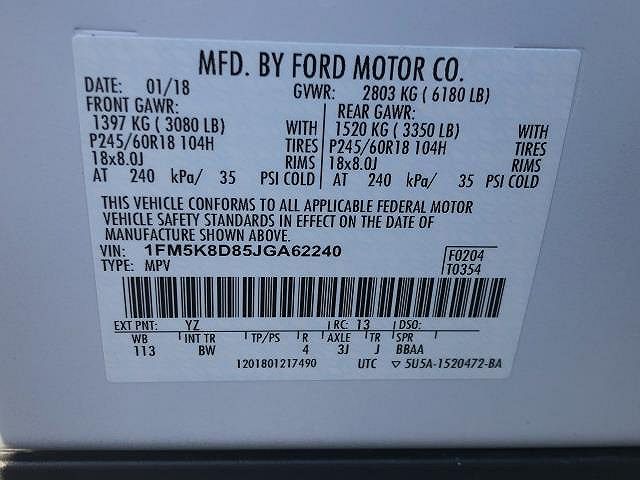 MFD. BY FORD MOTOR CO.
DATE: 01/18 GVWR: 2803 KG ( 6180 LB)
FRONT GAWR: REAR GAWR:
1397 KG ( 3080 LB) WITH 1520 KG ( 3350 LB) WITH
P245/60R18 104H TIRES P245/60R18 104H TIRES
18x8.0J RIMS 18x8.0J RIMS
AT 240 kPa/ 35 PSI COLD AT 240 kPa/ 35 PSI COLD
THIS VEHICLE CONFORMS TO ALL APPLICABLE FEDERAL MOTOR
VEHICLE SAFETY STANDARDS IN EFFECT ON THE DATE OF
MANUFACTURE SHOWN ABOVE.
VIN: 1FM5K8D85JGA62240 F0204
TYPE: MPV T0354
EXT PNT: YZ RC: 13 DSO:
WB INT TR TP/PS R AXLE TR SPR
113 BW 4 3J J BBAA
1201801217490 UTC ▽ 5U5A-1520472-BA